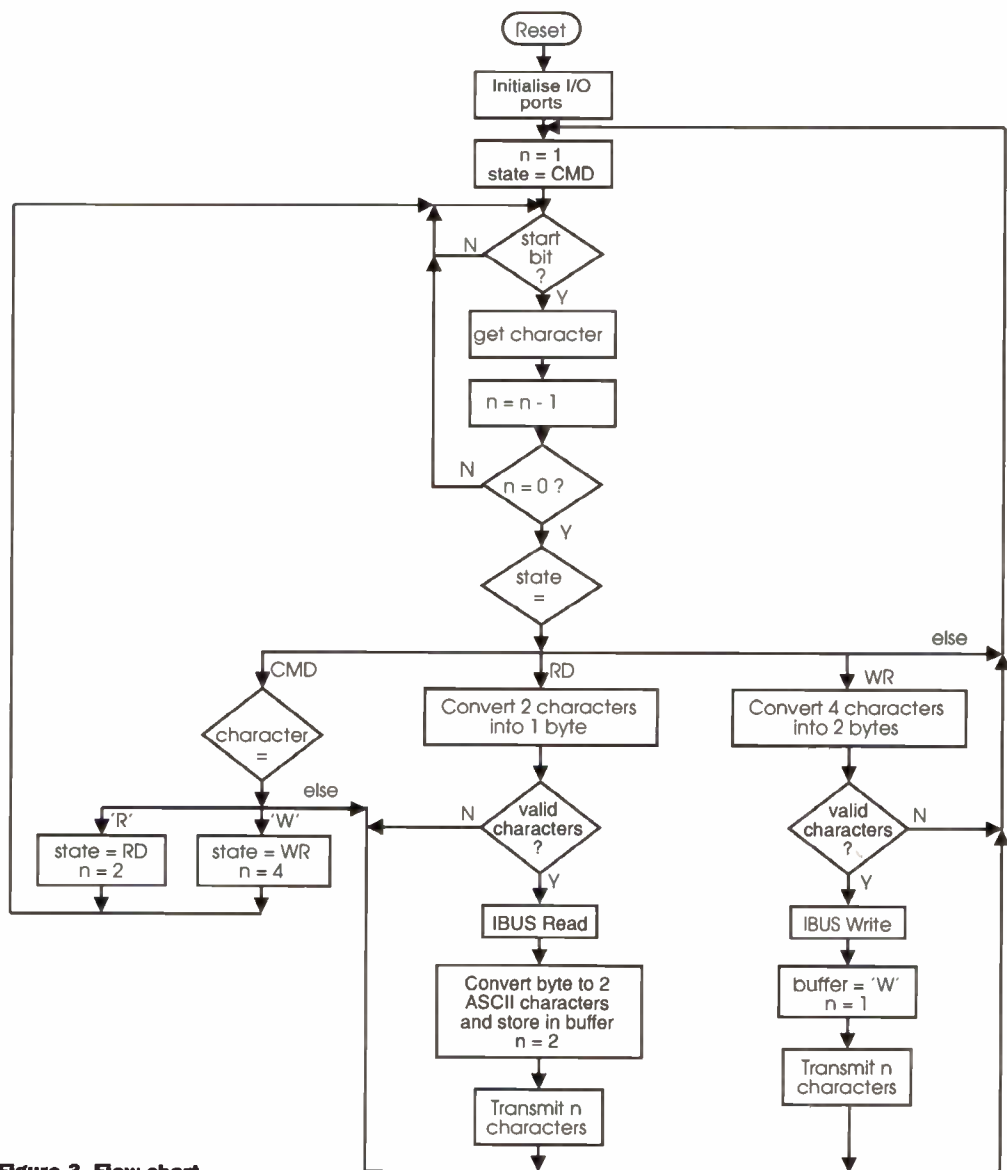 Reset
Initialise I/O
ports
n = 1
state = CMD
start
bit
?
N
Y
get character
n = n - 1
N
n = 0 ?
Y
state
=
else
CMD
RD
WR
character
=
Convert 2 characters
into 1 byte
Convert 4 characters
into 2 bytes
else
'R'
'W'
state = RD
n = 2
state = WR
n = 4
N
valid
characters
?
Y
valid
characters
?
N
Y
IBUS Read
IBUS Write
Convert byte to 2
ASCII characters
and store in buffer
n = 2
buffer = 'W'
n = 1
Transmit n
characters
Transmit n
characters
Flow chart